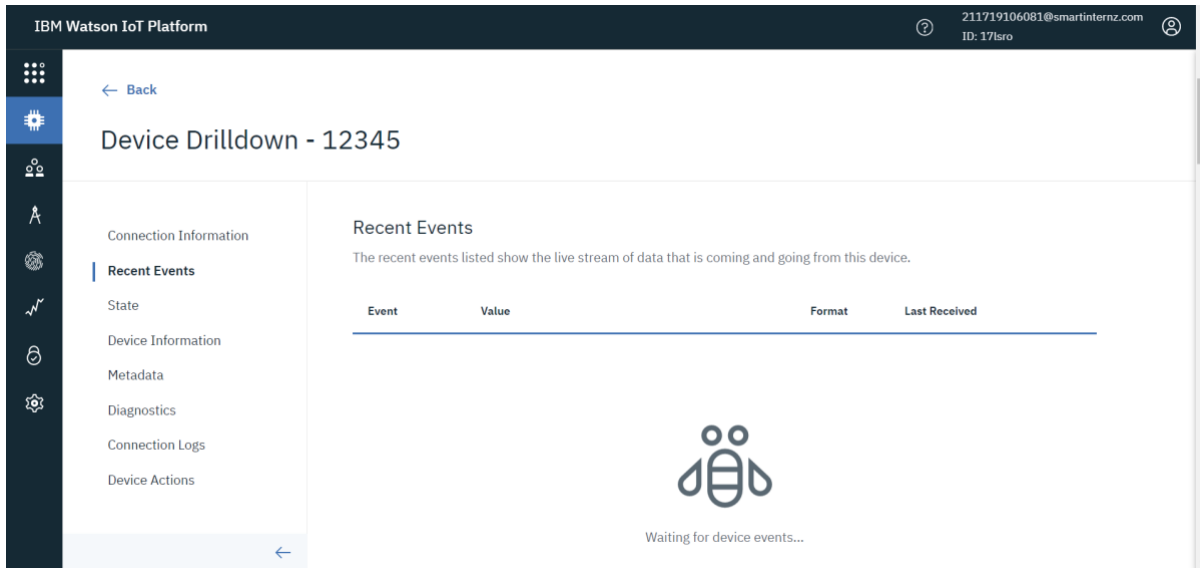 IBM Watson IoT Platform
211719106081@smartinternz.com
ID: 17lsro
Back
Device Drilldown - 12345
Connection Information
Recent Events
State
Device Information
Metadata
Diagnostics
Connection Logs
Device Actions
Recent Events
The recent events listed show the live stream of data that is coming and going from this device.
Event Value Format Last Received
Waiting for device events...